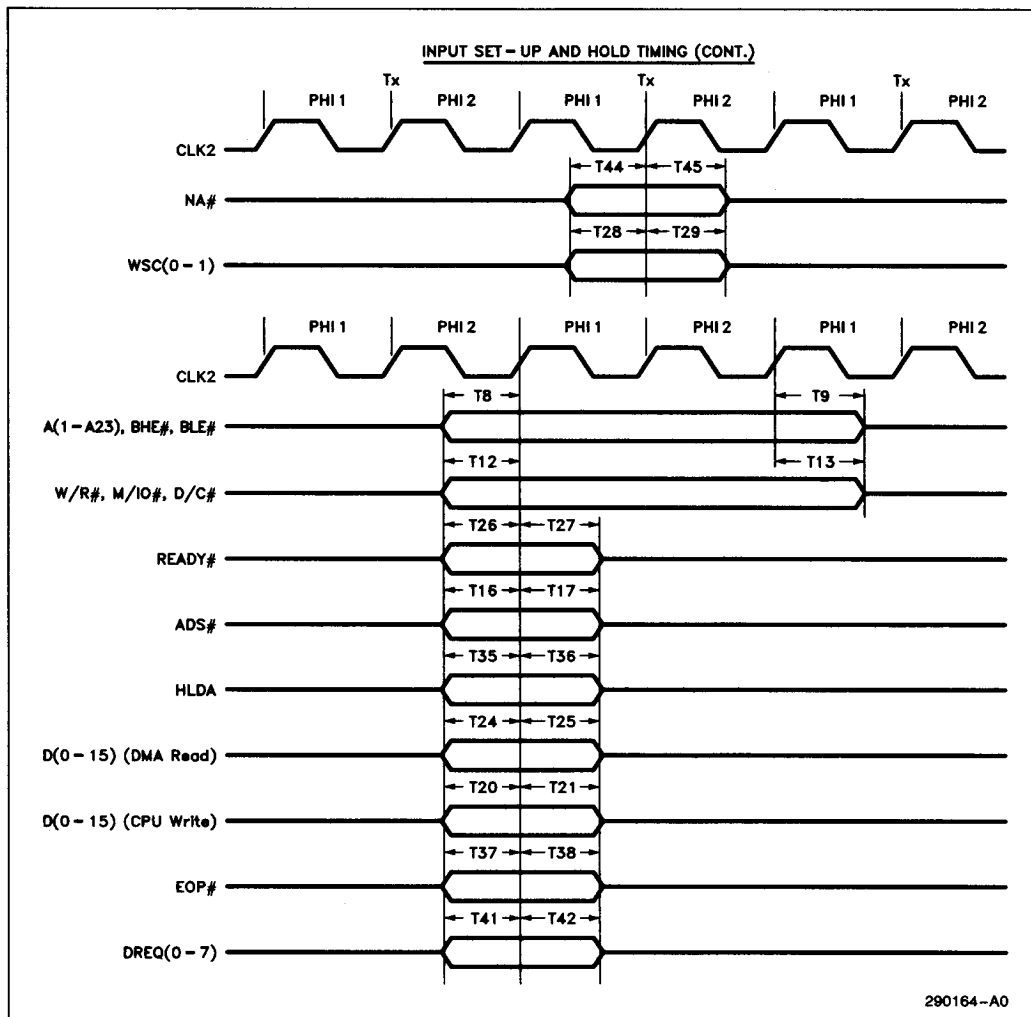 INPUT SET-UP AND HOLD TIMING (CONT.)
Tx Tx Tx
PHI 1 PHI 2 PHI 1 PHI 2 PHI 1 PHI 2
CLK2
T44 T45
NA#
T28 T29
WSC(0-1)
PHI 1 PHI 2 PHI 1 PHI 2 PHI 1 PHI 2
CLK2
T8 T9
A(1-A23), BHE#, BLE#
T12 T13
W/R#, M/IO#, D/C#
T26 T27
READY#
T16 T17
ADS#
T35 T36
HLDA
T24 T25
D(0-15) (DMA Read)
T20 T21
D(0-15) (CPU Write)
T37 T38
EOP#
T41 T42
DREQ(0-7)
290164-A0